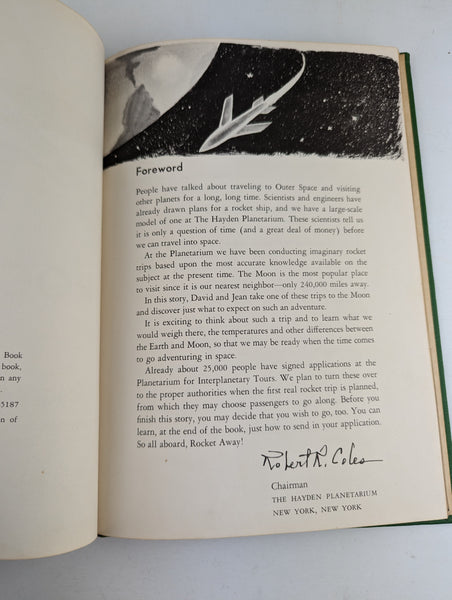 Book
book,
n any
5187
n of
Foreword
People have talked about traveling to Outer Space and visiting
other planets for a long, long time. Scientists and engineers have
already drawn plans for a rocket ship, and we have a large-scale
model of one at The Hayden Planetarium. These scientists tell us
it is only a question of time (and a great deal of money) before
we can travel into space.
At the Planetarium we have been conducting imaginary rocket
trips based upon the most accurate knowledge available on the
subject at the present time. The Moon is the most popular place
to visit since it is our nearest neighbor—only 240,000 miles away.
In this story, David and Jean take one of these trips to the Moon
and discover just what to expect on such an adventure.
It is exciting to think about such a trip and to learn what we
would weigh there, the temperatures and other differences between
the Earth and Moon, so that we may be ready when the time comes
to go adventuring in space.
Already about 25,000 people have signed applications at the
Planetarium for Interplanetary Tours. We plan to turn these over
to the proper authorities when the first real rocket trip is planned,
from which they may choose passengers to go along. Before you
finish this story, you may decide that you wish to go, too. You can
learn, at the end of the book, just how to send in your application.
So all aboard, Rocket Away!
Robert R. Coles
Chairman
THE HAYDEN PLANETARIUM
NEW YORK, NEW YORK